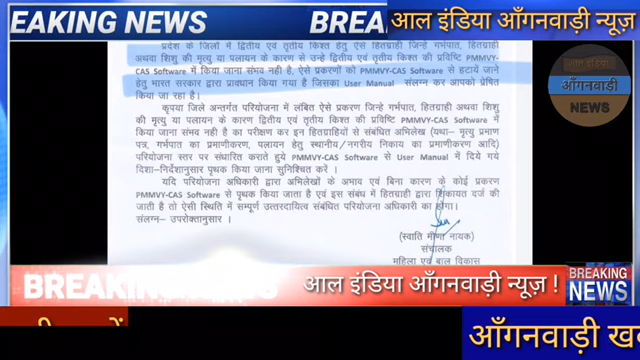 EAKING NEWS
BREA
आल इंडिया आँगनवाड़ी न्यूज़
आल इंडिया
आँगनवाड़ी
NEWS
प्रदेश के जिलों में द्वितीय एवं तृतीय किश्त हेतु ऐसे हितग्राही जिन्हे गर्भपात, हितग्राही
अथवा शिशु की मृत्यु या पलायन के कारण से उन्हे द्वितीय एवं तृतीय किश्त की प्रविष्टि PMMVY-
CAS Software में किया जाना संभव नही है, ऐसे प्रकरणों को PMMVY-CAS Software से हटाये जाने
हेतु भारत सरकार द्वारा प्रावधान किया गया है जिसका User Manual संलग्न कर आपको प्रेषित
किया जा रहा है।
कृपया जिले अन्तर्गत परियोजना में लंबित ऐसे प्रकरण जिन्हे गर्भपात, हितग्राही अथवा शिशु
की मृत्यु या पलायन के कारण द्वितीय एवं तृतीय किश्त की प्रविष्टि PMMVY-CAS Software
में किया जाना संभव नही है का परीक्षण कर इन हितग्राहियों से संबंधित अभिलेख (यथा– मृत्यु प्रमाण
पत्र, गर्भपात का प्रमाणीकरण, पलायन हेतु स्थानीय/नगरीय निकाय का प्रमाणीकरण आदि)
परियोजना स्तर पर संधारित कराते हुये PMMVY-CAS Software से User Manual में दिये गये
दिशा–निर्देशानुसार पृथक किया जाना सुनिश्चित करें ।
यदि परियोजना अधिकारी द्वारा अभिलेखों के अभाव एवं बिना कारण के कोई प्रकरण
PMMVY-CAS Software से पृथक किया जाता है एवं इस संबंध में हितग्राही द्वारा शिकायत दर्ज की
जाती है तो ऐसी स्थिति में सम्पूर्ण उत्तरदायित्व संबंधित परियोजना अधिकारी का होगा।
संलग्न– उपरोक्तानुसार ।
(स्वाति मीणा नायक)
संचालक
महिला एवं बाल विकास
BREAKING NEWS
आल इंडिया आँगनवाड़ी न्यूज़ !
BREAKING
NEWS
आँगनवाड़ी ख